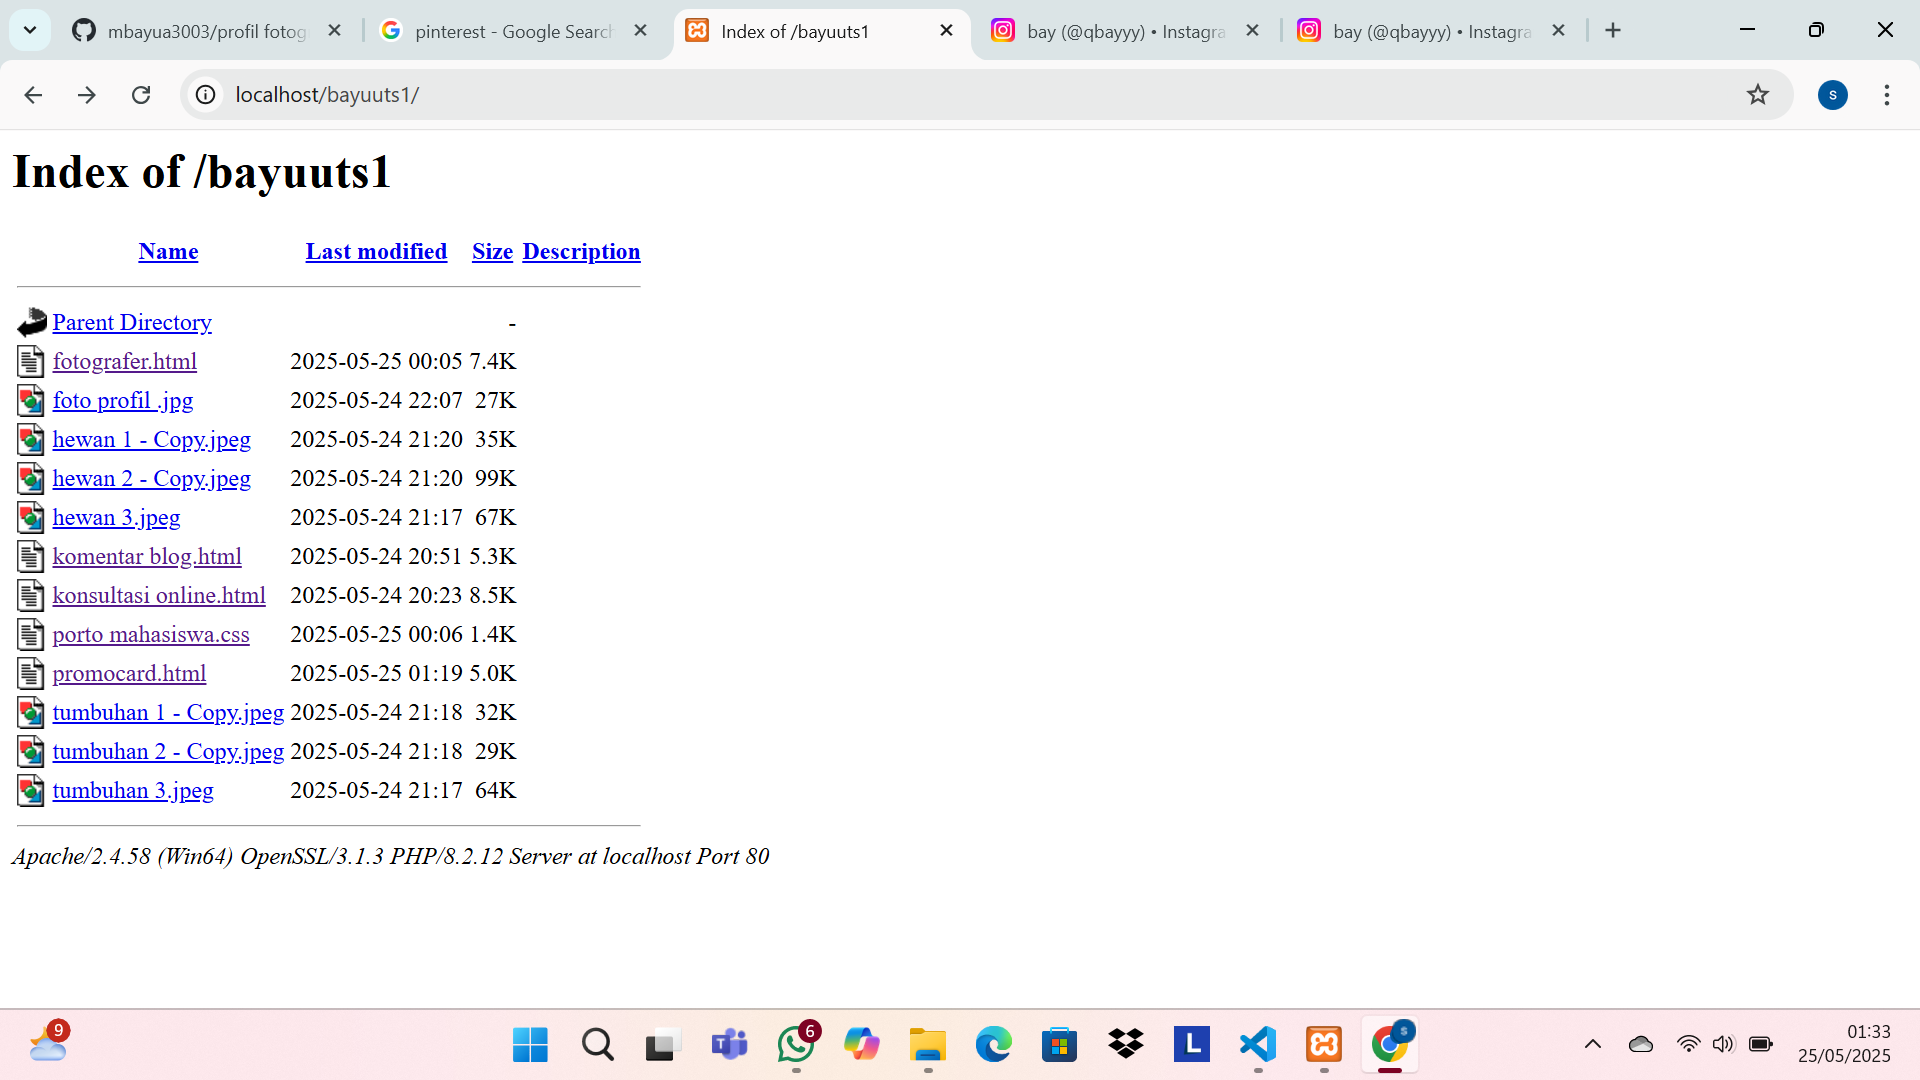 mbayua3003/profil fotog
pinterest - Google Search
Index of /bayuuts1
bay (@qbayyy) • Instagra
bay (@qbayyy) • Instagra
localhost/bayuuts1/
s
Index of /bayuuts1
Name Last modified Size Description
Parent Directory -
fotografer.html 2025-05-25 00:05 7.4K
foto profil .jpg 2025-05-24 22:07 27K
hewan 1 - Copy.jpeg 2025-05-24 21:20 35K
hewan 2 - Copy.jpeg 2025-05-24 21:20 99K
hewan 3.jpeg 2025-05-24 21:17 67K
komentar blog.html 2025-05-24 20:51 5.3K
konsultasi online.html 2025-05-24 20:23 8.5K
porto mahasiswa.css 2025-05-25 00:06 1.4K
promocard.html 2025-05-25 01:19 5.0K
tumbuhan 1 - Copy.jpeg 2025-05-24 21:18 32K
tumbuhan 2 - Copy.jpeg 2025-05-24 21:18 29K
tumbuhan 3.jpeg 2025-05-24 21:17 64K
Apache/2.4.58 (Win64) OpenSSL/3.1.3 PHP/8.2.12 Server at localhost Port 80
9
T
6
L
s
01:33
25/05/2025